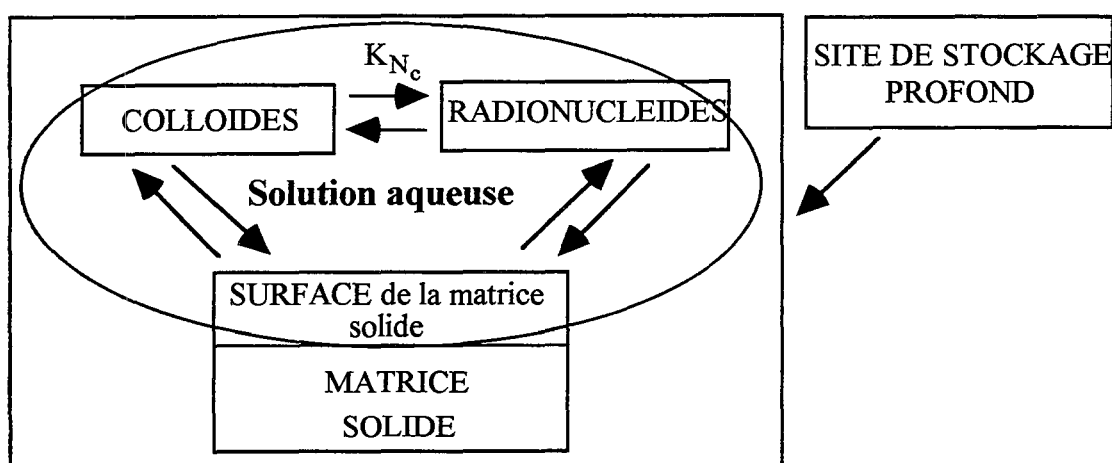 K_{N_c}
COLLOIDES
RADIONUCLEIDES
SITE DE STOCKAGE
PROFOND
Solution aqueuse
SURFACE de la matrice
solide
MATRICE
SOLIDE